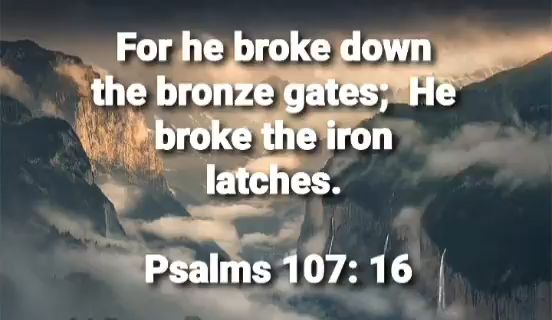 For he broke down
the bronze gates;  He
broke the iron
latches.
Psalms 107: 16